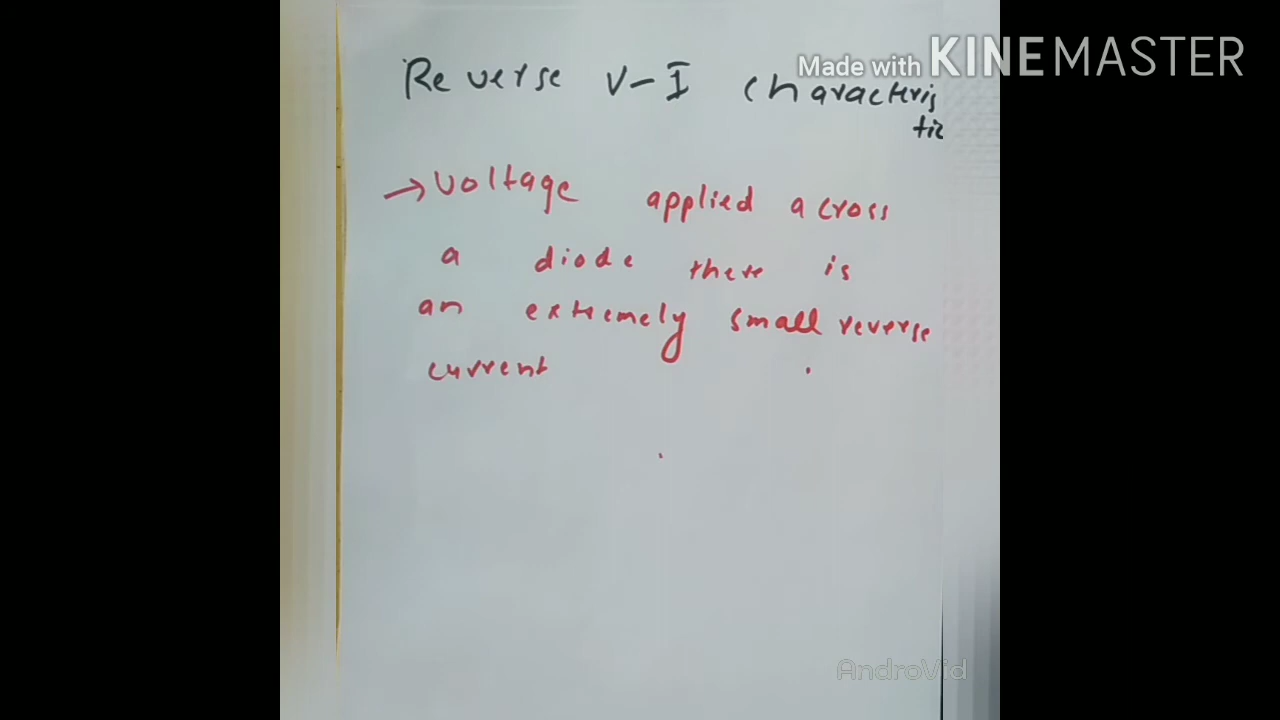 Reverse V-I characteris
tic
Made with KINEMASTER
→ voltage applied across
a diode there is
an extremely small reverse
current .
AndroVid